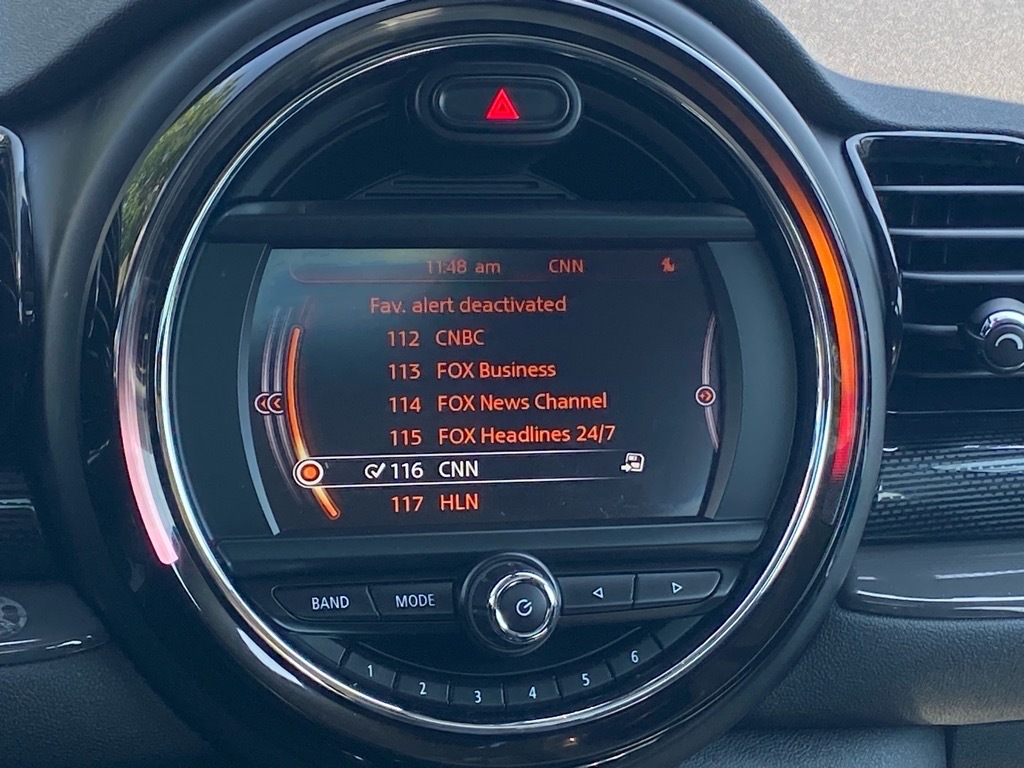 11:48 am CNN
Fav. alert deactivated
112 CNBC
113 FOX Business
114 FOX News Channel
115 FOX Headlines 24/7
116 CNN
117 HLN
BAND MODE
1 2 3 4 5 6